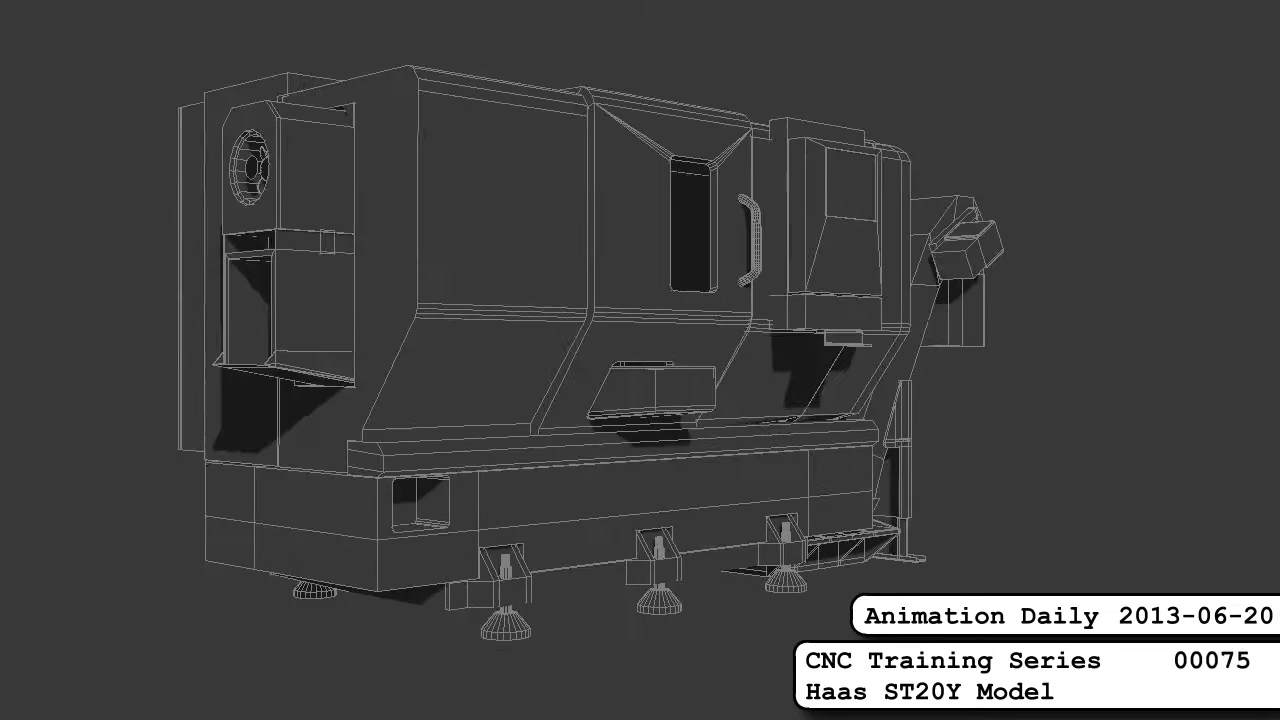 Animation Daily 2013-06-20
CNC Training Series 00075
Haas ST20Y Model